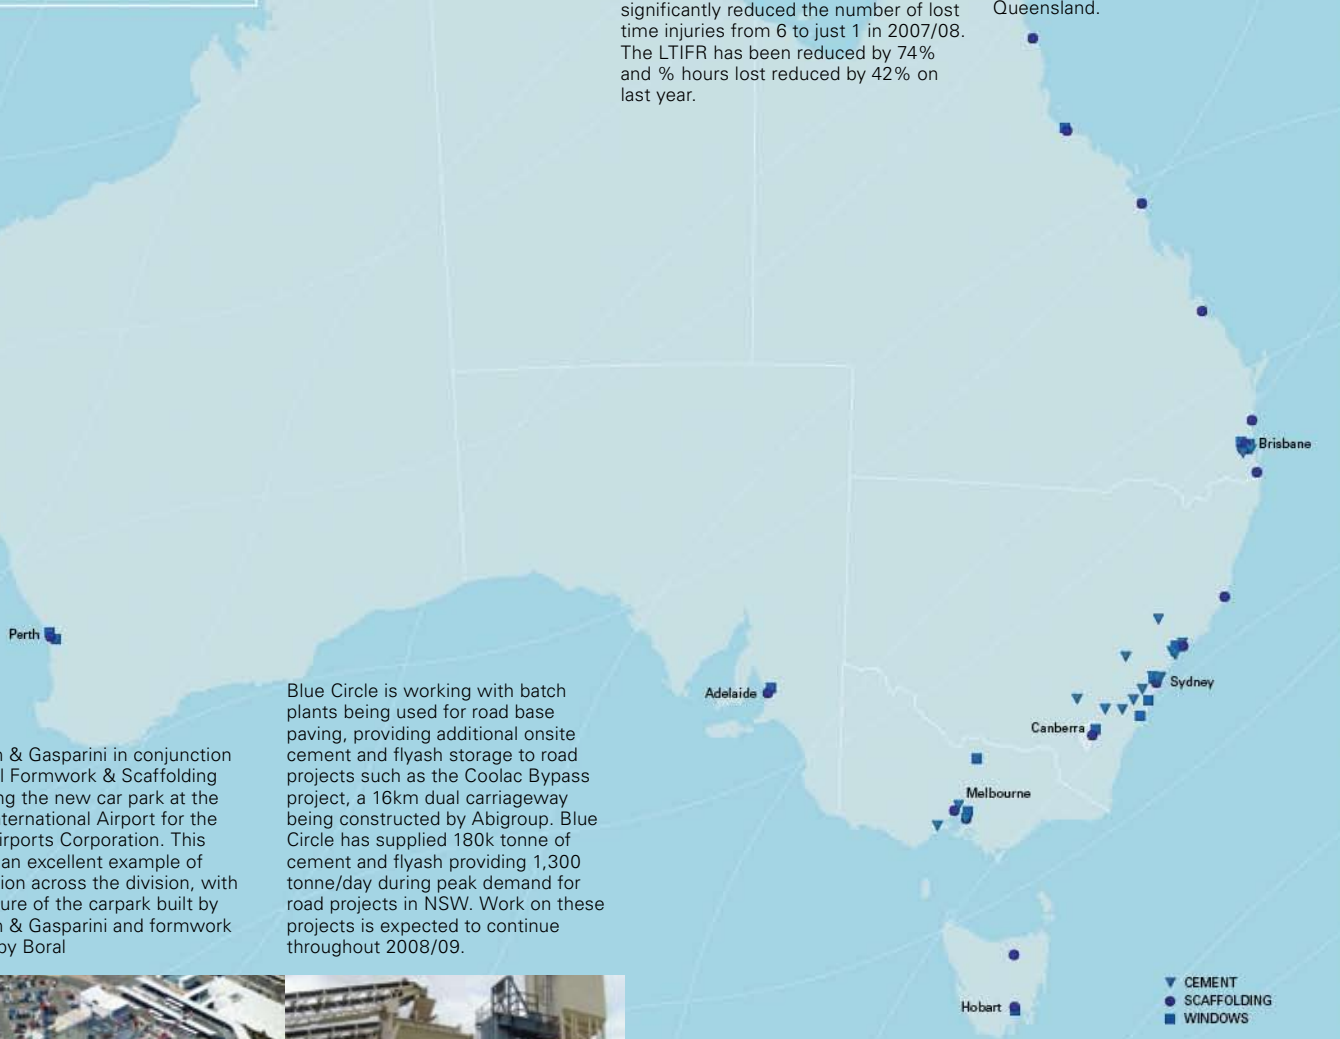 significantly reduced the number of lost
time injuries from 6 to just 1 in 2007/08.
The LTIFR has been reduced by 74%
and % hours lost reduced by 42% on
last year.
Queensland.
Brisbane
Perth
Adelaide
Sydney
Canberra
Melbourne
Hobart
& Gasparini in conjunction
Formwork & Scaffolding
the new car park at the
International Airport for the
Airports Corporation. This
an excellent example of
across the division, with
of the carpark built by
& Gasparini and formwork
by Boral
Blue Circle is working with batch
plants being used for road base
paving, providing additional onsite
cement and flyash storage to road
projects such as the Coolac Bypass
project, a 16km dual carriageway
being constructed by Abigroup. Blue
Circle has supplied 180k tonne of
cement and flyash providing 1,300
tonne/day during peak demand for
road projects in NSW. Work on these
projects is expected to continue
throughout 2008/09.
CEMENT
SCAFFOLDING
WINDOWS